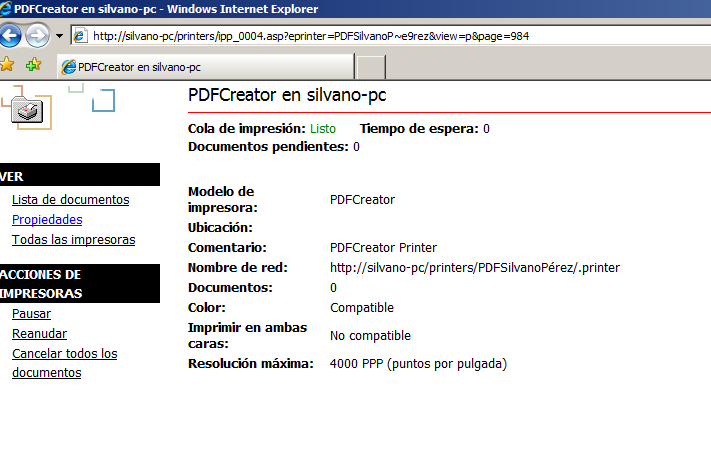 PDFCreator en silvano-pc - Windows Internet Explorer
http://silvano-pc/printers/ipp_0004.asp?eprinter=PDFSilvanoP~e9rez&view=p&page=984
PDFCreator en silvano-pc
PDFCreator en silvano-pc
Cola de impresión: Listo Tiempo de espera: 0
Documentos pendientes: 0
VER
Lista de documentos
Propiedades
Todas las impresoras
ACCIONES DE
IMPRESORAS
Pausar
Reanudar
Cancelar todos los
documentos
Modelo de
impresora: PDFCreator
Ubicación:
Comentario: PDFCreator Printer
Nombre de red: http://silvano-pc/printers/PDFSilvanoPérez/.printer
Documentos: 0
Color: Compatible
Imprimir en ambas
caras: No compatible
Resolución máxima: 4000 PPP (puntos por pulgada)